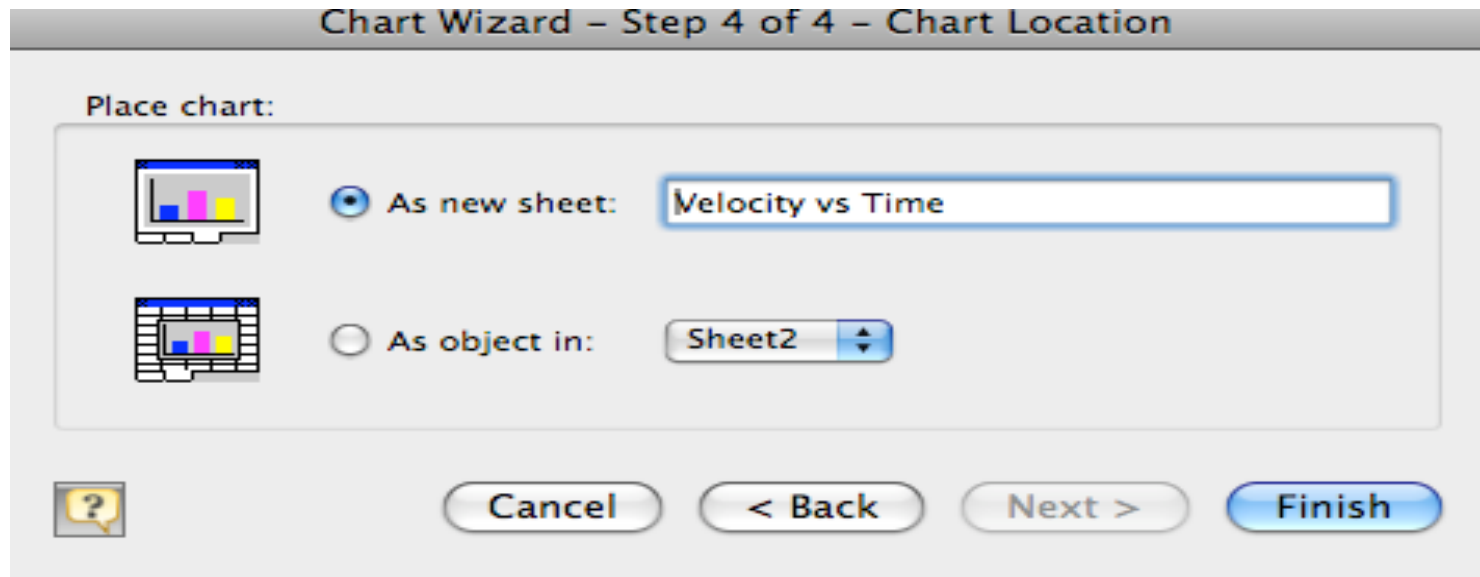 Chart Wizard – Step 4 of 4 – Chart Location
Place chart:
As new sheet: Velocity vs Time
As object in: Sheet2
? Cancel < Back Next > Finish